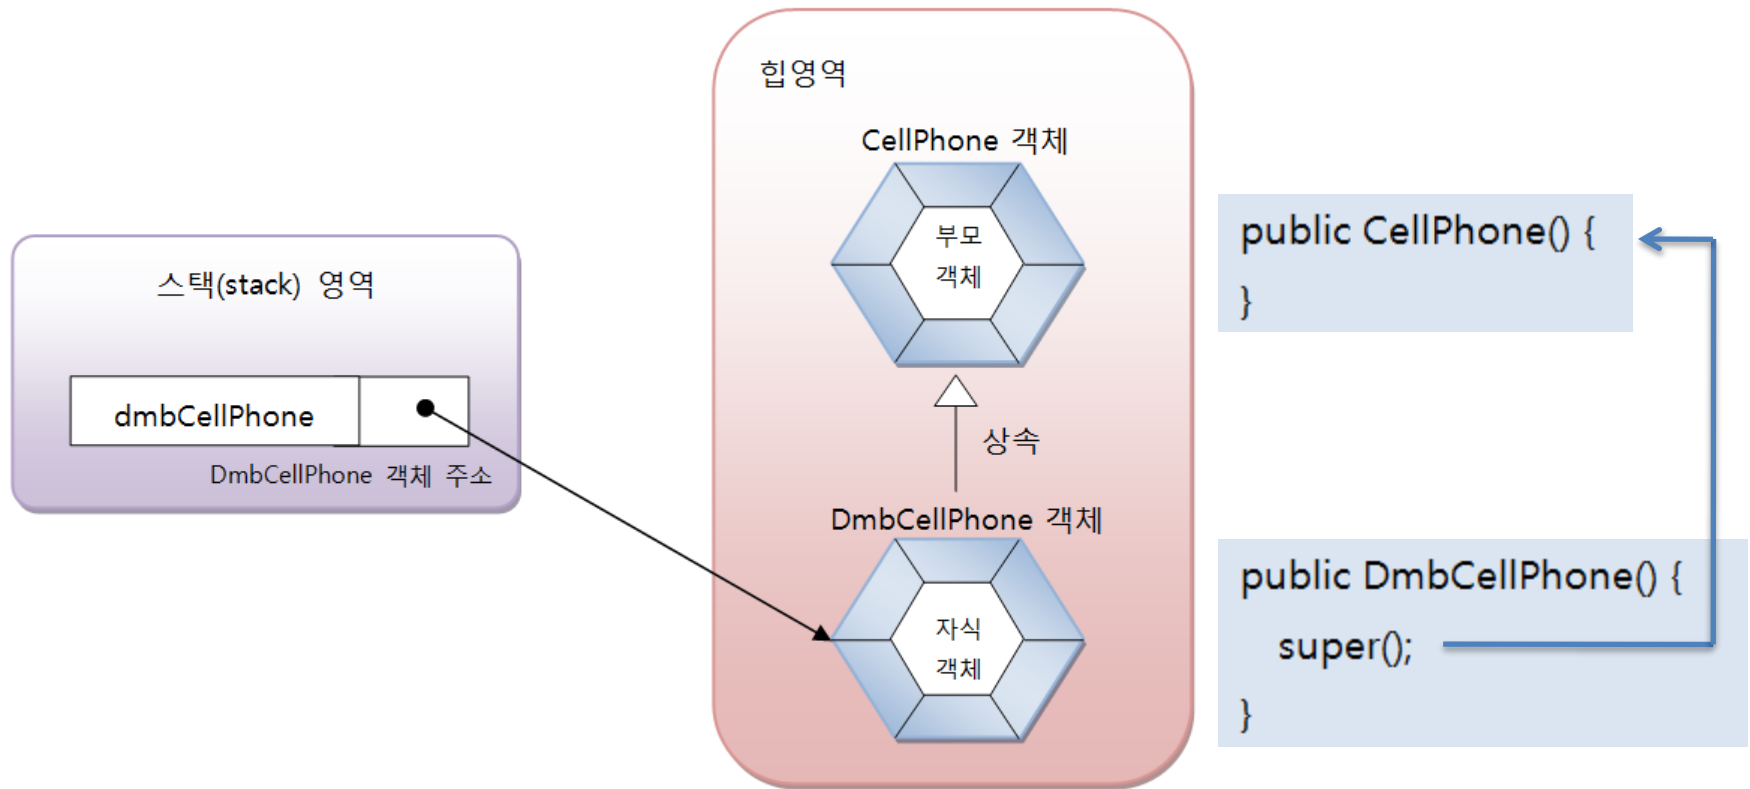 힙영역
CellPhone 객체
부모
객체
상속
DmbCellPhone 객체
자식
객체
스택(stack) 영역
dmbCellPhone
DmbCellPhone 객체 주소
public CellPhone() {
}
public DmbCellPhone() {
super();
}